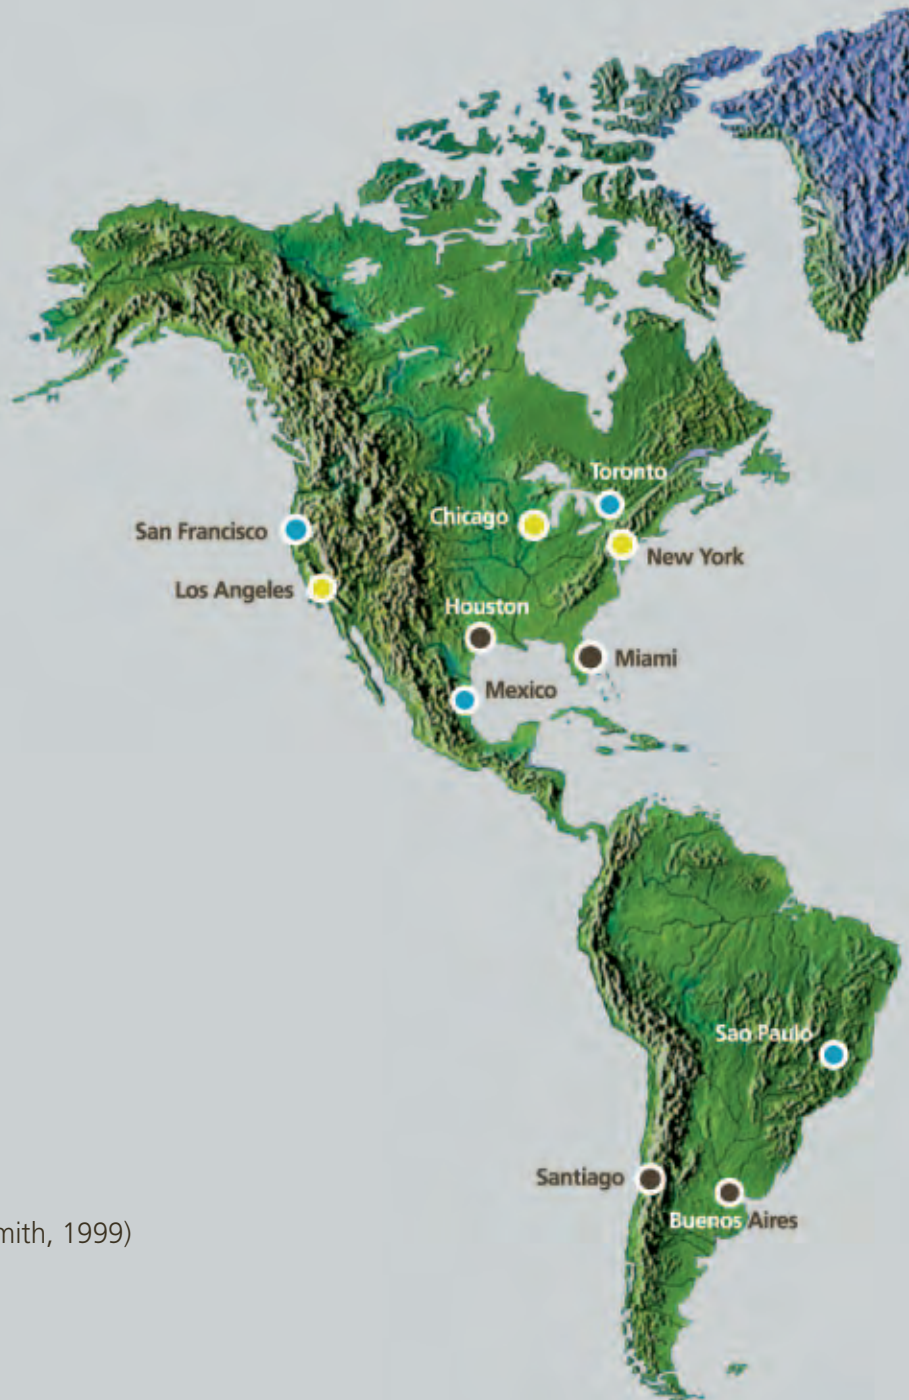 Toronto
Chicago
San Francisco
New York
Los Angeles
Houston
Miami
Mexico
Sao Paulo
Santiago
Buenos Aires
mith, 1999)